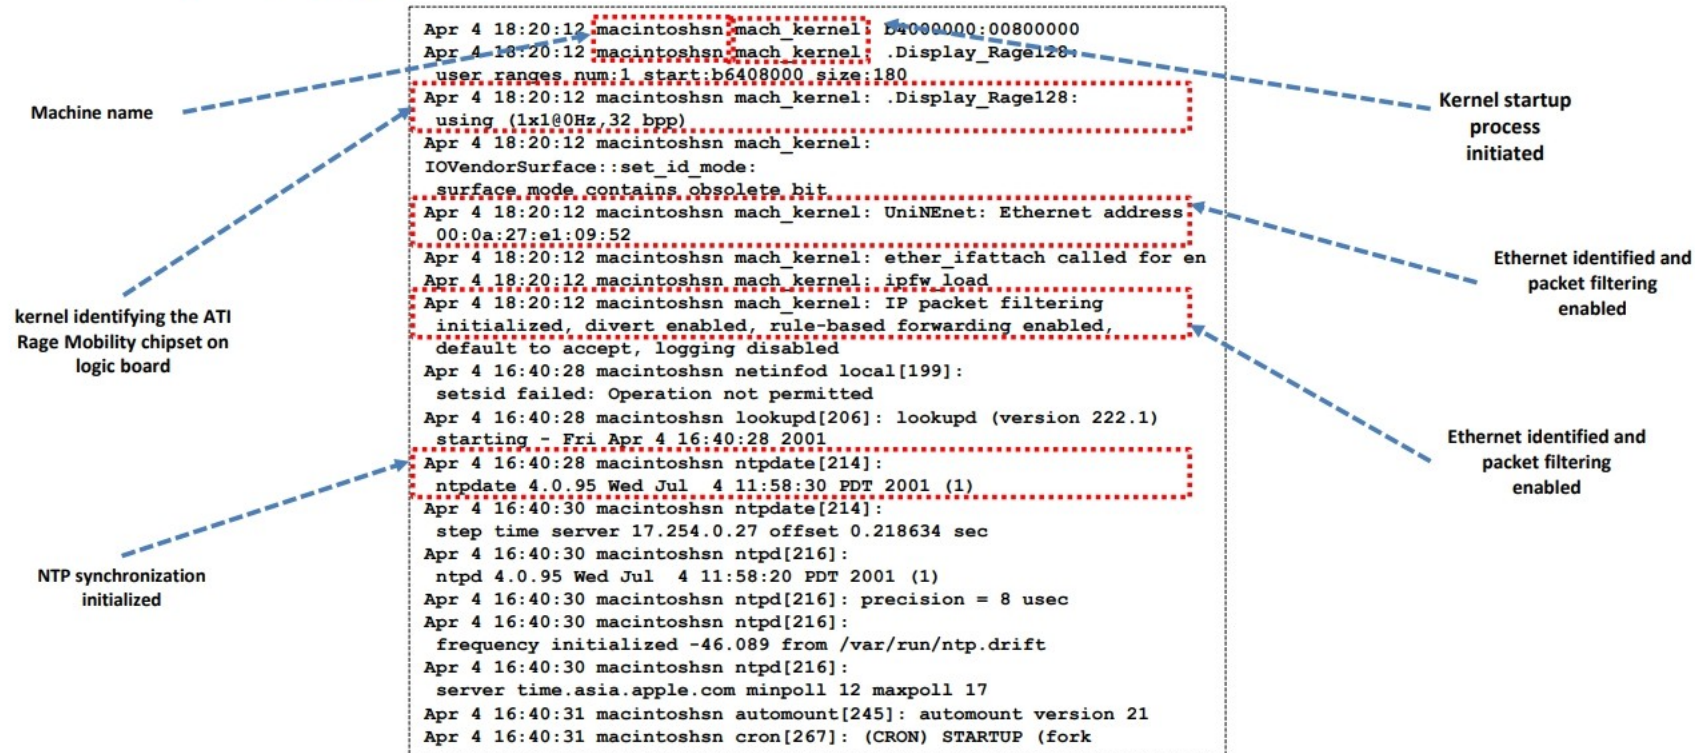 Apr 4 18:20:12 macintoshsn mach_kernel: b4000000:00800000
Apr 4 18:20:12 macintoshsn mach_kernel: .Display_Rage128:
user ranges num:1 start:b6408000 size:180
Apr 4 18:20:12 macintoshsn mach_kernel: .Display_Rage128:
using (1x1@0Hz,32 bpp)
Apr 4 18:20:12 macintoshsn mach_kernel:
IOVendorSurface::set_id_mode:
surface mode contains obsolete bit
Apr 4 18:20:12 macintoshsn mach_kernel: UniNEnet: Ethernet address
00:0a:27:e1:09:52
Apr 4 18:20:12 macintoshsn mach_kernel: ether_ifattach called for en
Apr 4 18:20:12 macintoshsn mach_kernel: ipfw_load
Apr 4 18:20:12 macintoshsn mach_kernel: IP packet filtering
initialized, divert enabled, rule-based forwarding enabled,
default to accept, logging disabled
Apr 4 16:40:28 macintoshsn netinfod local[199]:
setsid failed: Operation not permitted
Apr 4 16:40:28 macintoshsn lookupd[206]: lookupd (version 222.1)
starting - Fri Apr 4 16:40:28 2001
Apr 4 16:40:28 macintoshsn ntpdate[214]:
ntpdate 4.0.95 Wed Jul 4 11:58:30 PDT 2001 (1)
Apr 4 16:40:30 macintoshsn ntpdate[214]:
step time server 17.254.0.27 offset 0.218634 sec
Apr 4 16:40:30 macintoshsn ntpd[216]:
ntpd 4.0.95 Wed Jul 4 11:58:20 PDT 2001 (1)
Apr 4 16:40:30 macintoshsn ntpd[216]: precision = 8 usec
Apr 4 16:40:30 macintoshsn ntpd[216]:
frequency initialized -46.089 from /var/run/ntp.drift
Apr 4 16:40:30 macintoshsn ntpd[216]:
server time.asia.apple.com minpoll 12 maxpoll 17
Apr 4 16:40:31 macintoshsn automount[245]: automount version 21
Apr 4 16:40:31 macintoshsn cron[267]: (CRON) STARTUP (fork
Machine name
kernel identifying the ATI
Rage Mobility chipset on
logic board
NTP synchronization
initialized
Kernel startup
process
initiated
Ethernet identified and
packet filtering
enabled
Ethernet identified and
packet filtering
enabled